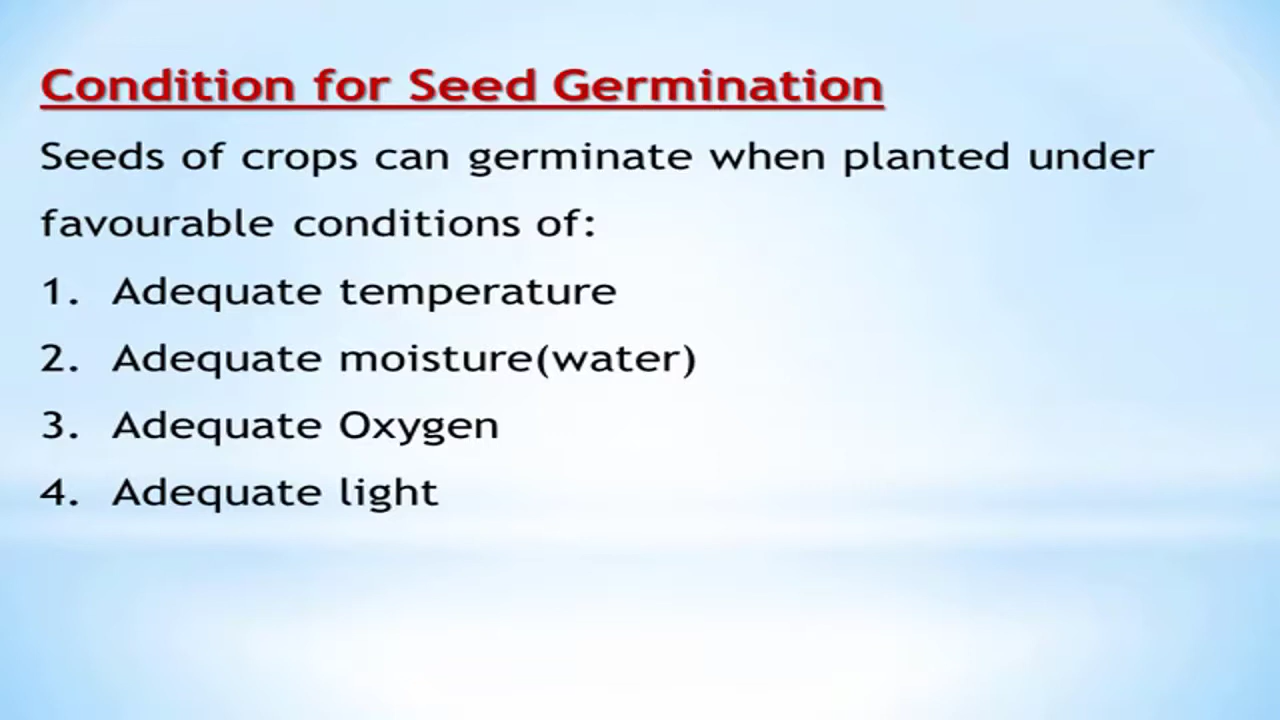 Condition for Seed Germination
Seeds of crops can germinate when planted under
favourable conditions of:
1. Adequate temperature
2. Adequate moisture(water)
3. Adequate Oxygen
4. Adequate light